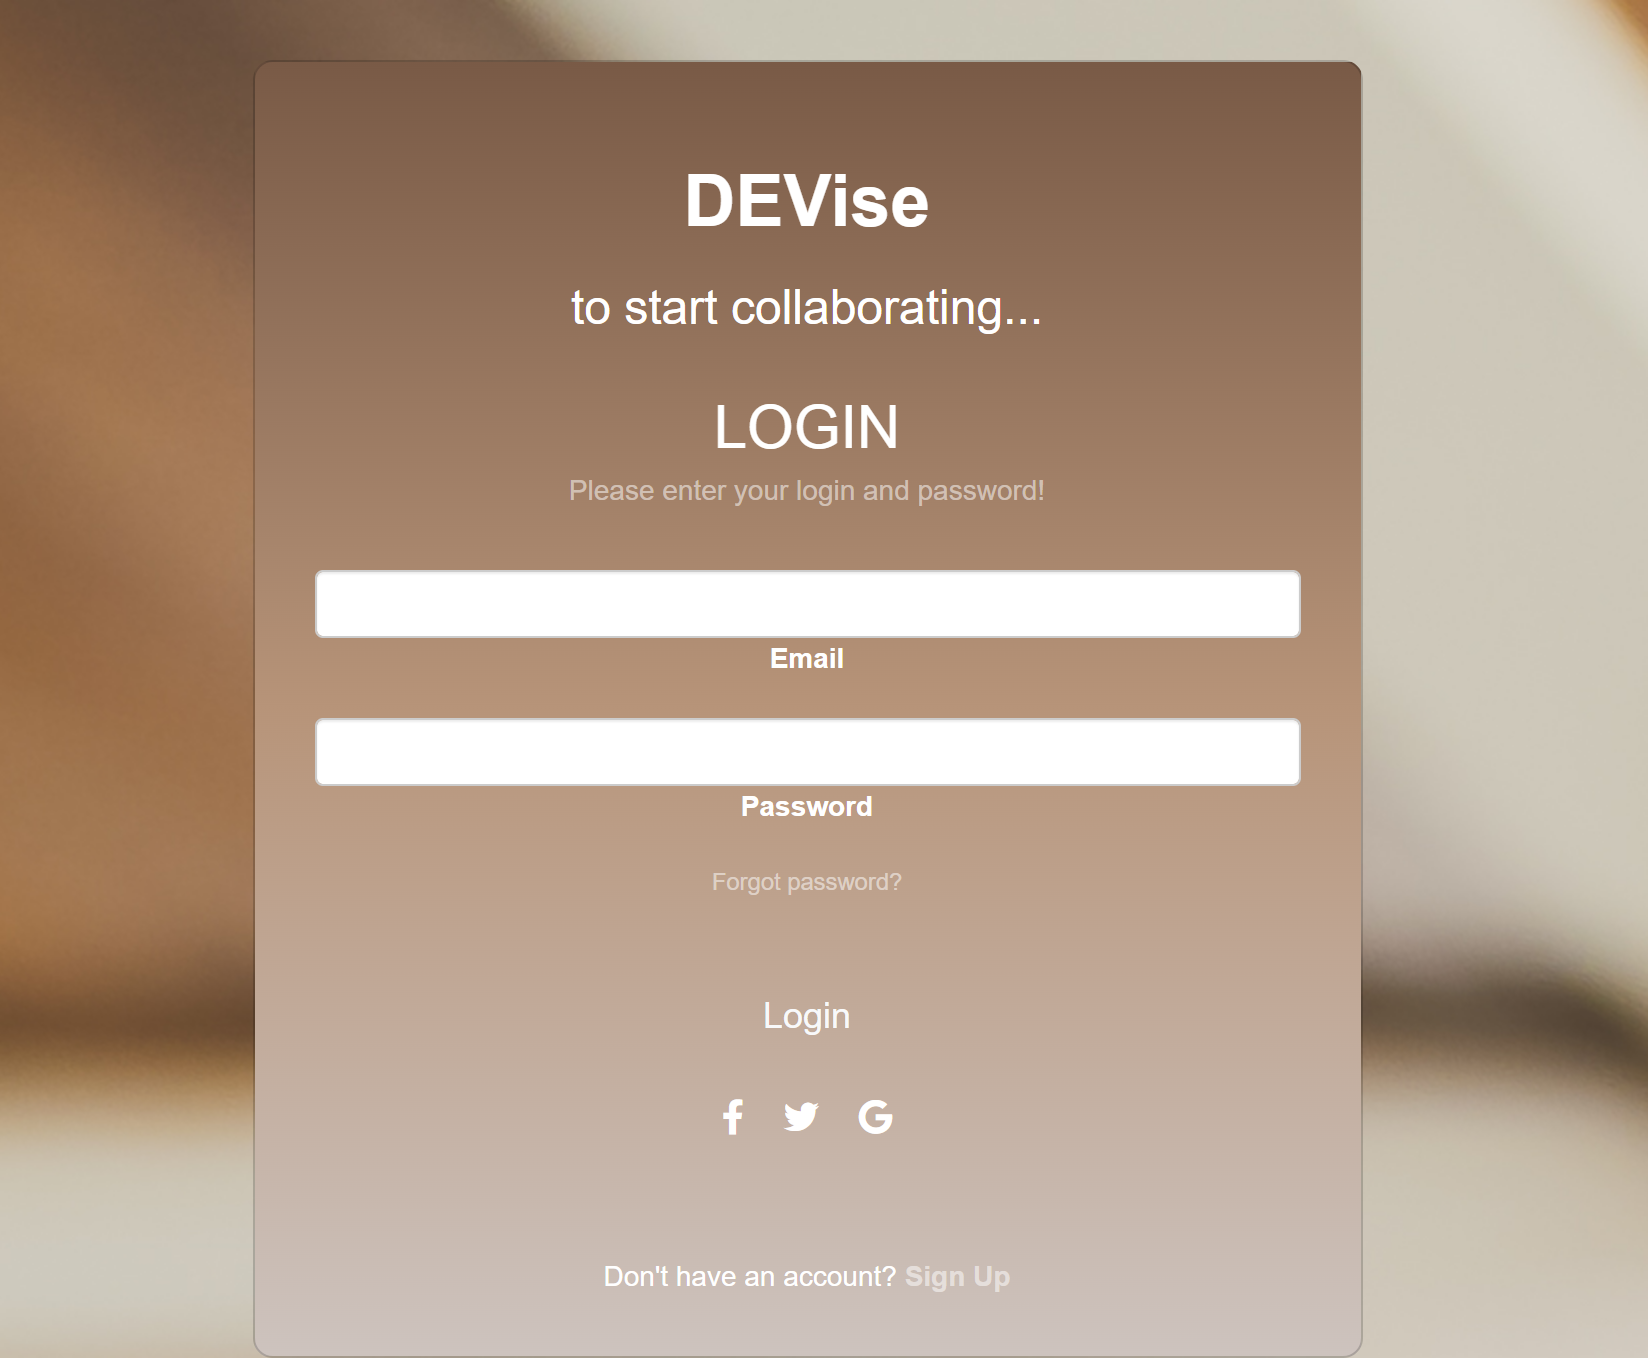 DEVise
to start collaborating...
LOGIN
Please enter your login and password!
Email
Password
Forgot password?
Login
Don't have an account? Sign Up